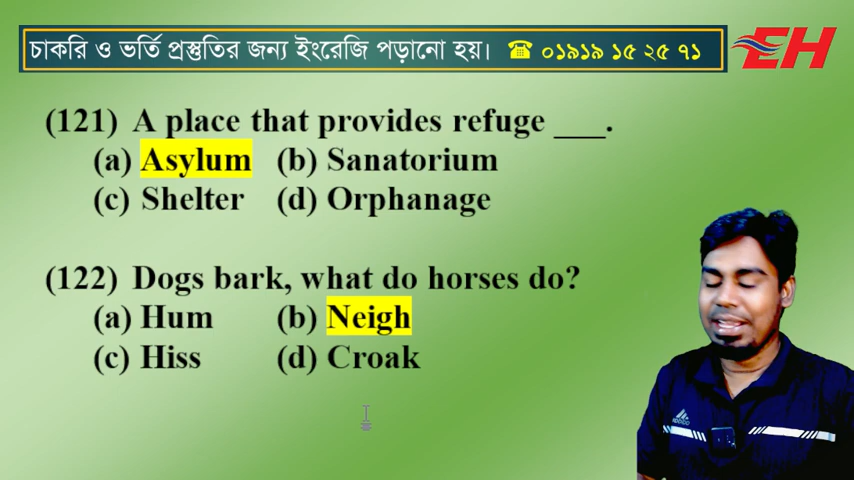 চাকরি ও ভর্তি প্রস্তুতির জন্য ইংরেজি পড়ানো হয়। ☎ ০১৯১৯ ১৫ ২৫ ৭১
EH
(121) A place that provides refuge ___.
(a) Asylum (b) Sanatorium
(c) Shelter (d) Orphanage
(122) Dogs bark, what do horses do?
(a) Hum (b) Neigh
(c) Hiss (d) Croak
adidas